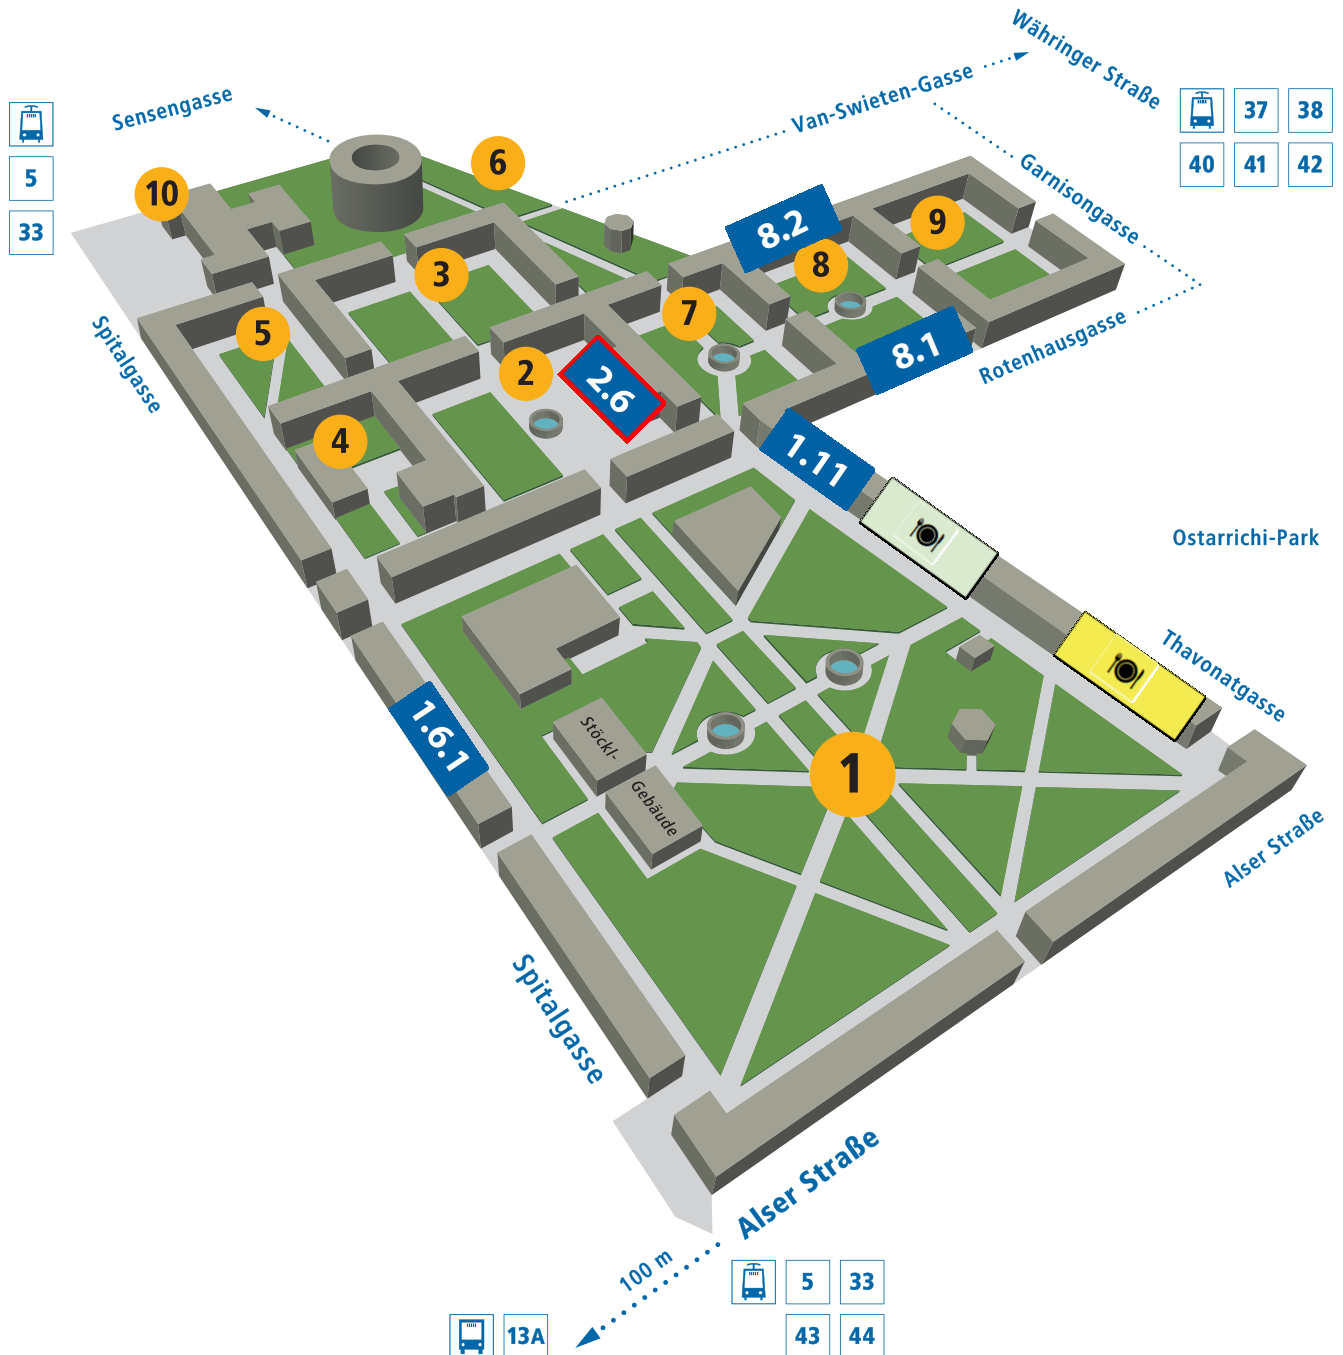 Währinger Straße
37
38
40
41
42
Van-Swieten-Gasse
Garnisongasse
Sensengasse
5
33
6
10
8.2
9
8
3
7
5
Spitalgasse
2
2.6
8.1
Rotenhausgasse
4
1.11
Ostarrichi-Park
Thavonatgasse
1.6.1
Stöckl-
Gebäude
1
Alser Straße
Spitalgasse
Alser Straße
100 m
5
33
13A
43
44